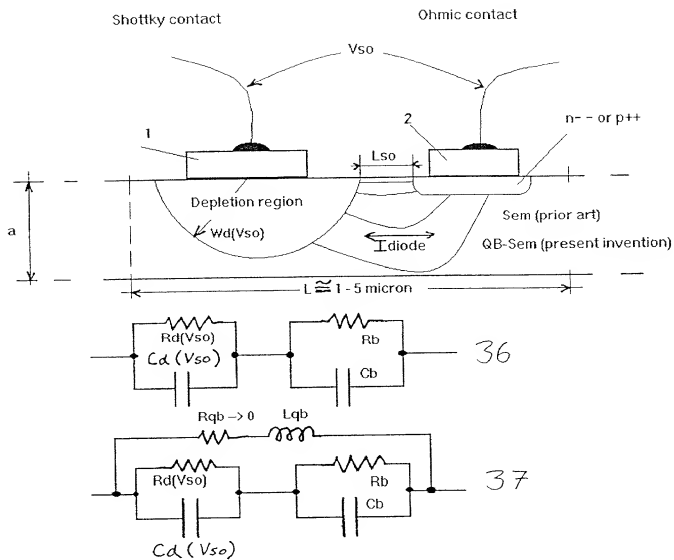 Shottky contact
Ohmic contact
Vso
n-- or p++
1
2
Lso
Depletion region
Sem (prior art)
a
Wd(Vso)
I diode
QB-Sem (present invention)
L ≅ 1 - 5 micron
Rd(Vso)
Rb
36
Cd (Vso)
Cb
Rqb -> 0
Lqb
Rd(Vso)
Rb
37
Cb
Cd (Vso)